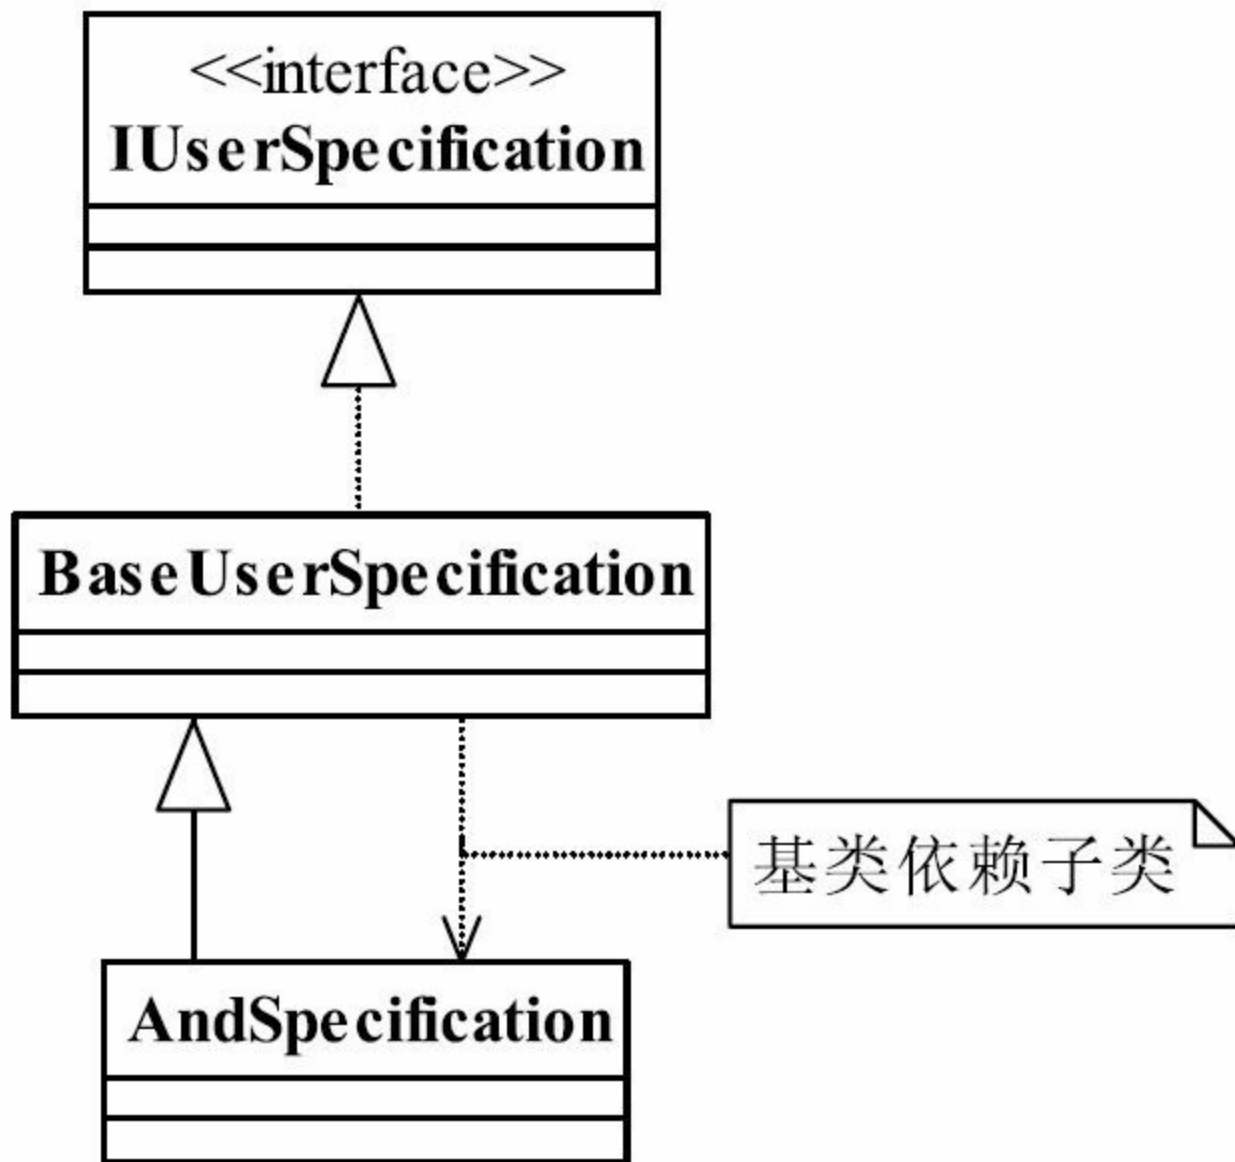 <<interface>>
IUserSpecification
BaseUserSpecification
基类依赖子类
AndSpecification